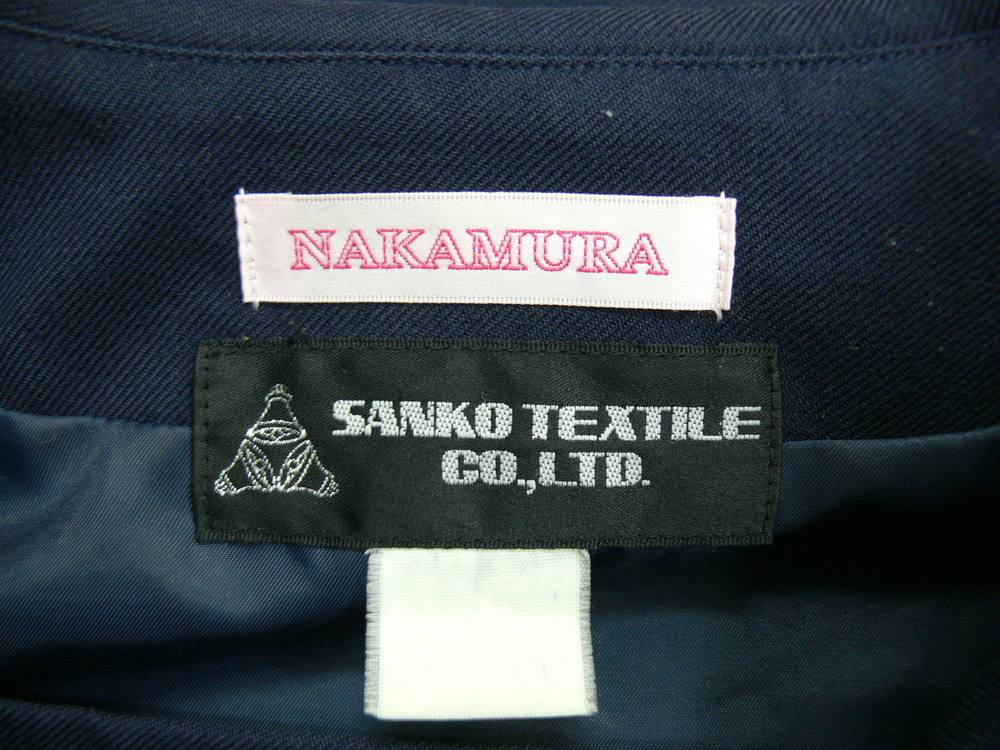 NAKAMURA
SANKO TEXTILE
CO.,LTD.